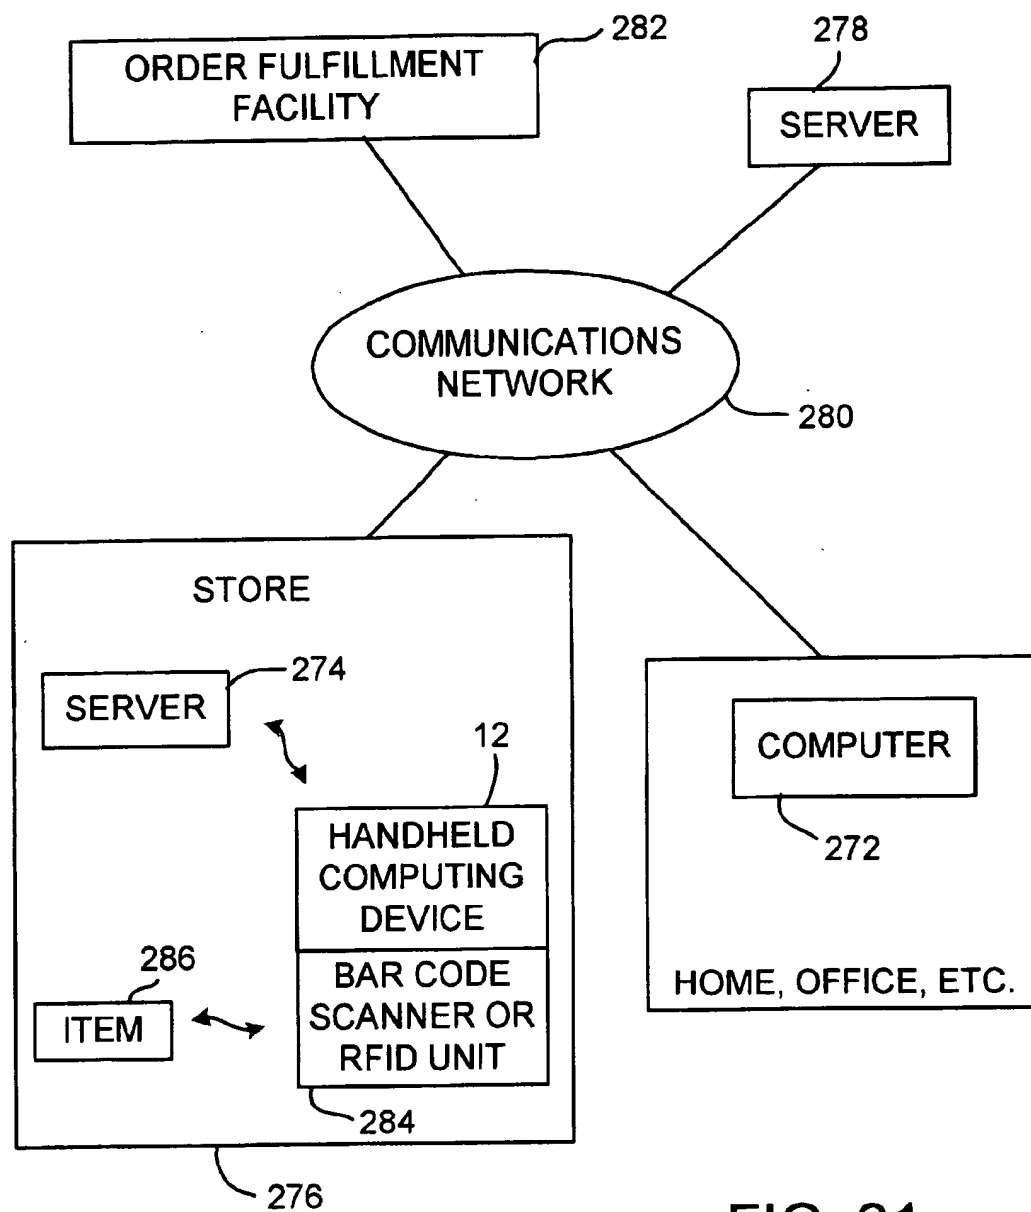 282
278
ORDER FULFILLMENT
FACILITY
SERVER
COMMUNICATIONS
NETWORK
280
STORE
274
SERVER
12
COMPUTER
272
HANDHELD
COMPUTING
DEVICE
286
ITEM
BAR CODE
SCANNER OR
RFID UNIT
HOME, OFFICE, ETC.
284
276